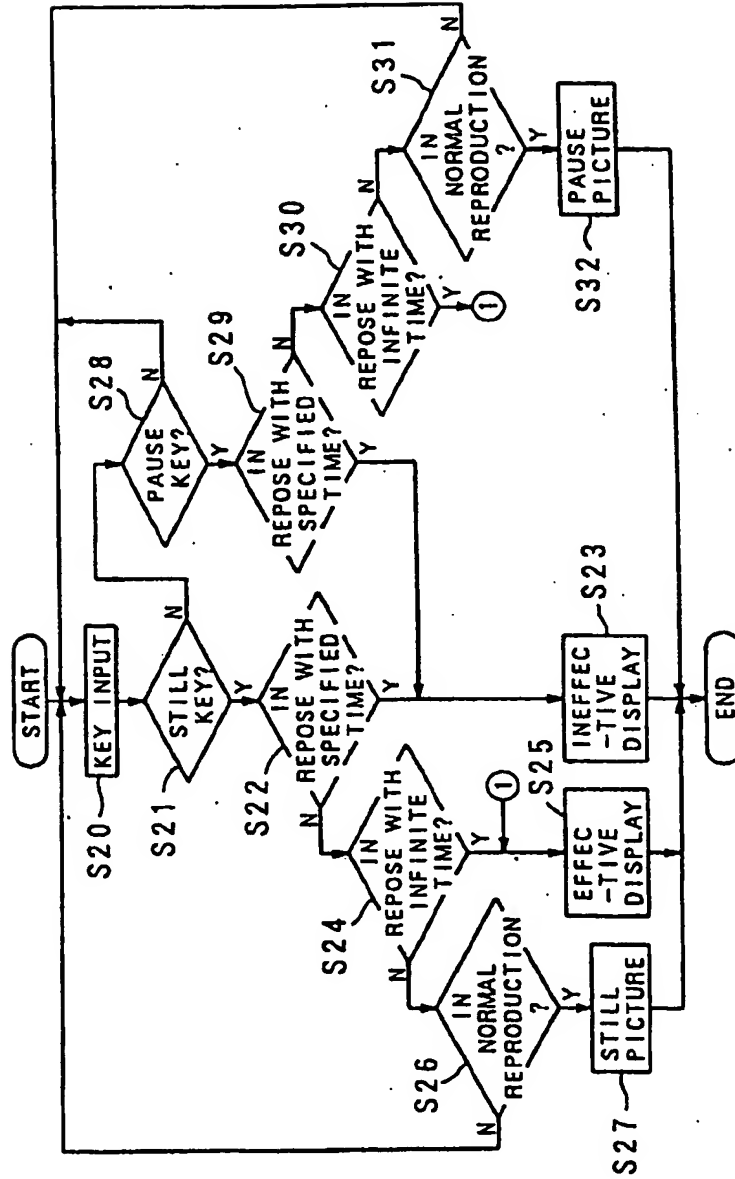 START
S20
KEY INPUT
S21
STILL
KEY?
N
Y
S28
PAUSE
KEY?
N
Y
S22
IN
REPOSE WITH
SPECIFIED
TIME?
N
Y
S29
IN
REPOSE WITH
SPECIFIED
TIME?
N
Y
S24
IN
REPOSE WITH
INFINITE
TIME?
N
Y
1
S30
IN
REPOSE WITH
INFINITE
TIME?
N
Y
1
S26
IN
NORMAL
REPRODUCTION
?
N
Y
S31
IN
NORMAL
REPRODUCTION
?
N
Y
S27
STILL
PICTURE
S25
EFFEC
-TIVE
DISPLAY
S23
INEFFEC
-TIVE
DISPLAY
S32
PAUSE
PICTURE
END